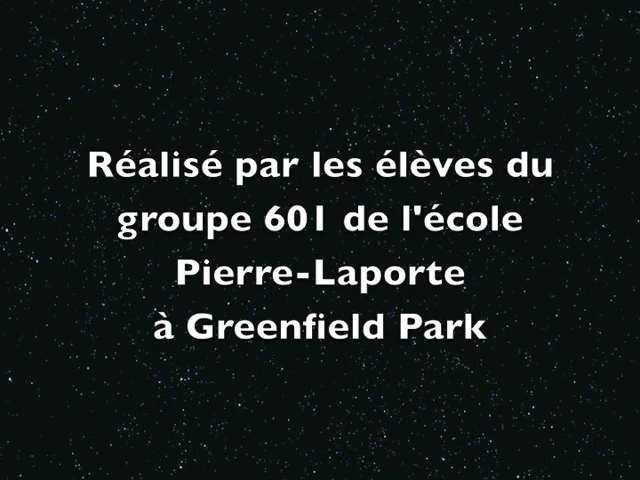 Réalisé par les élèves du
groupe 601 de l'école
Pierre-Laporte
à Greenfield Park